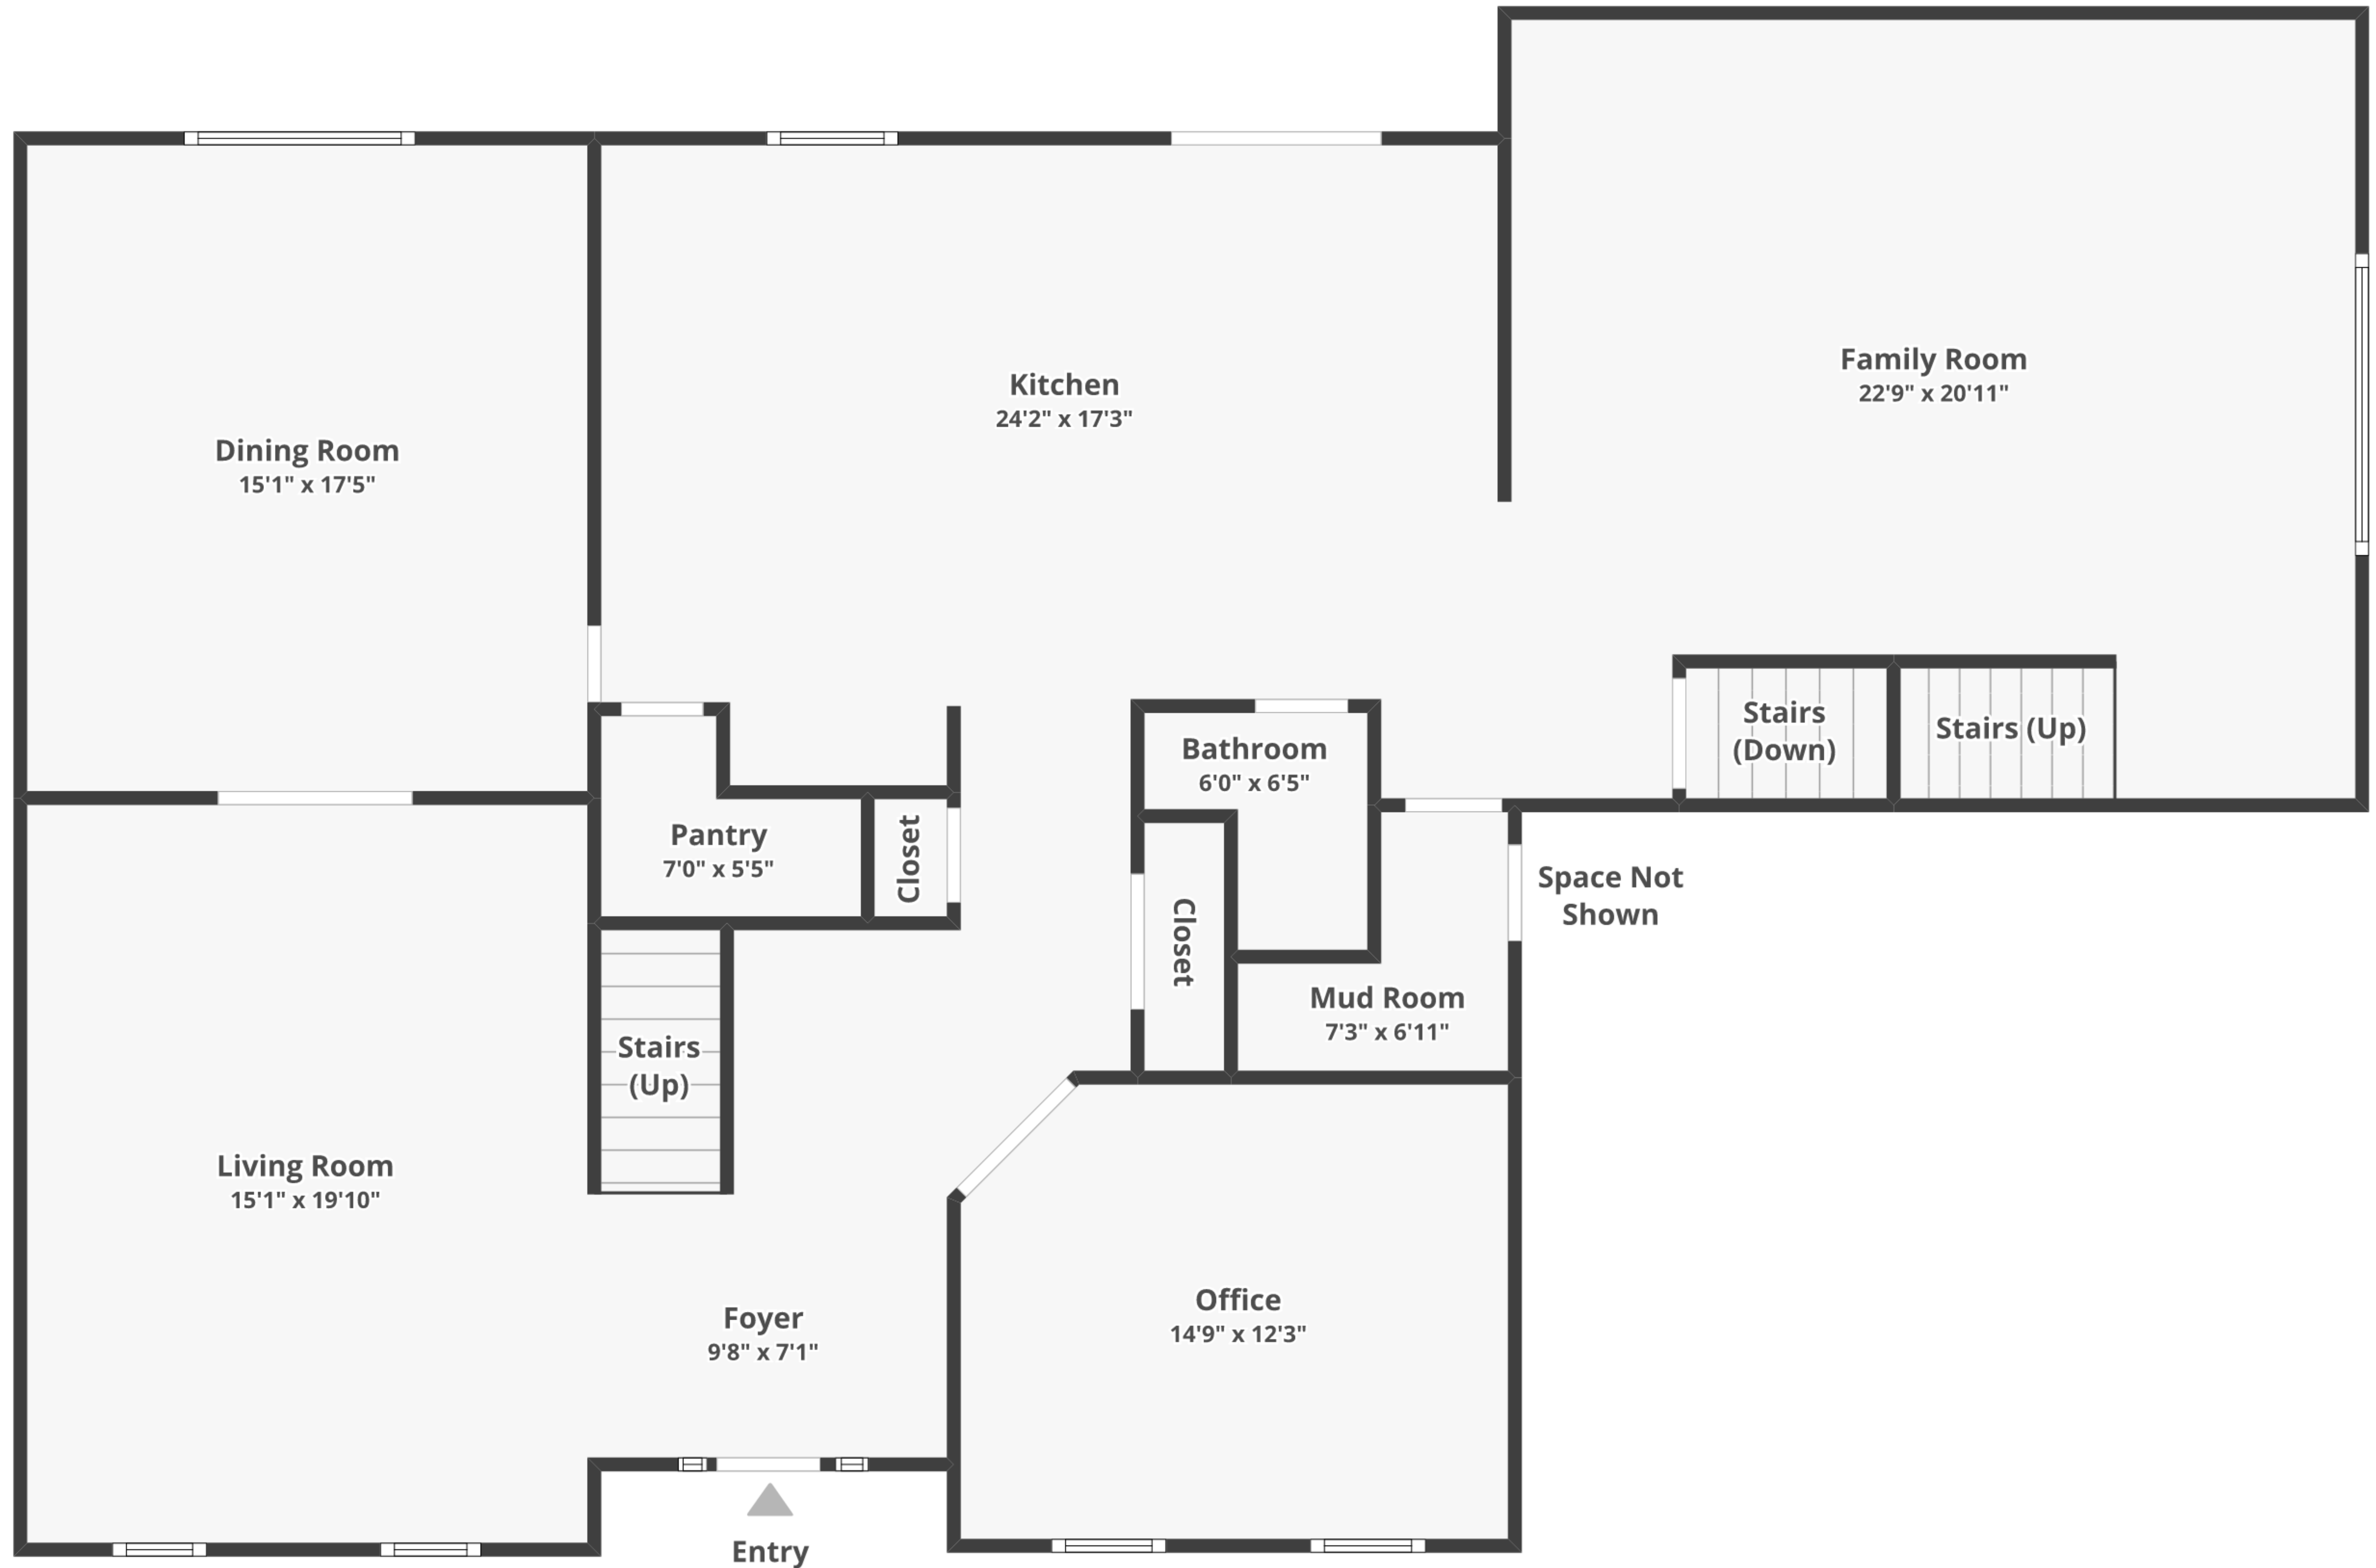 Family Room
22'9" x 20'11"
Kitchen
24'2" x 17'3"
Dining Room
15'1" x 17'5"
Stairs
(Down)
Stairs (Up)
Bathroom
6'0" x 6'5"
Pantry
7'0" x 5'5"
Closet
Closet
Space Not
Shown
Mud Room
7'3" x 6'11"
Stairs
(Up)
Living Room
15'1" x 19'10"
Office
14'9" x 12'3"
Foyer
9'8" x 7'1"
Entry